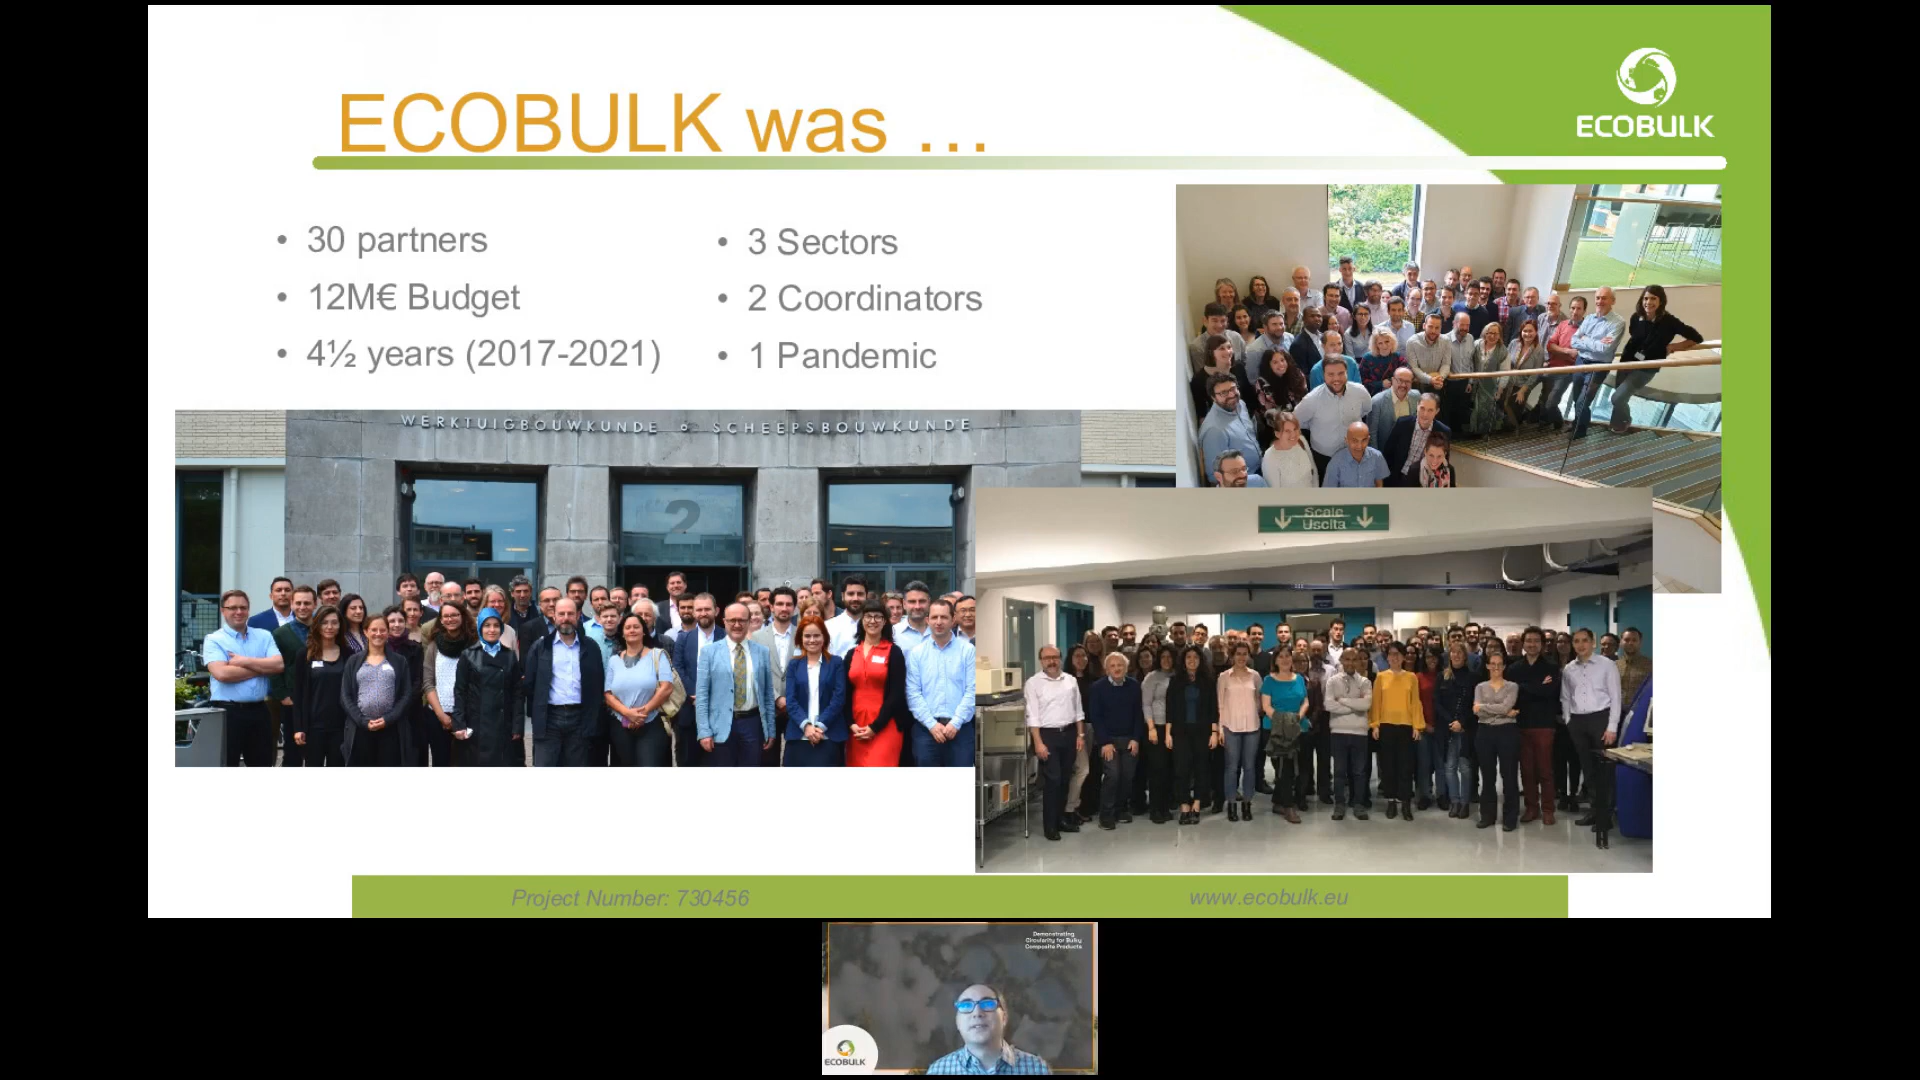 ECOBULK was ...
ECOBULK
• 30 partners
• 12M€ Budget
• 4½ years (2017-2021)
• 3 Sectors
• 2 Coordinators
• 1 Pandemic
WERKTUIGBOUWKUNDE o SCHEEPSBOUWKUNDE
2
Scale
Uscita
Project Number: 730456
www.ecobulk.eu
Demonstrating
Circularity for Bulky
Composite Products
ECOBULK